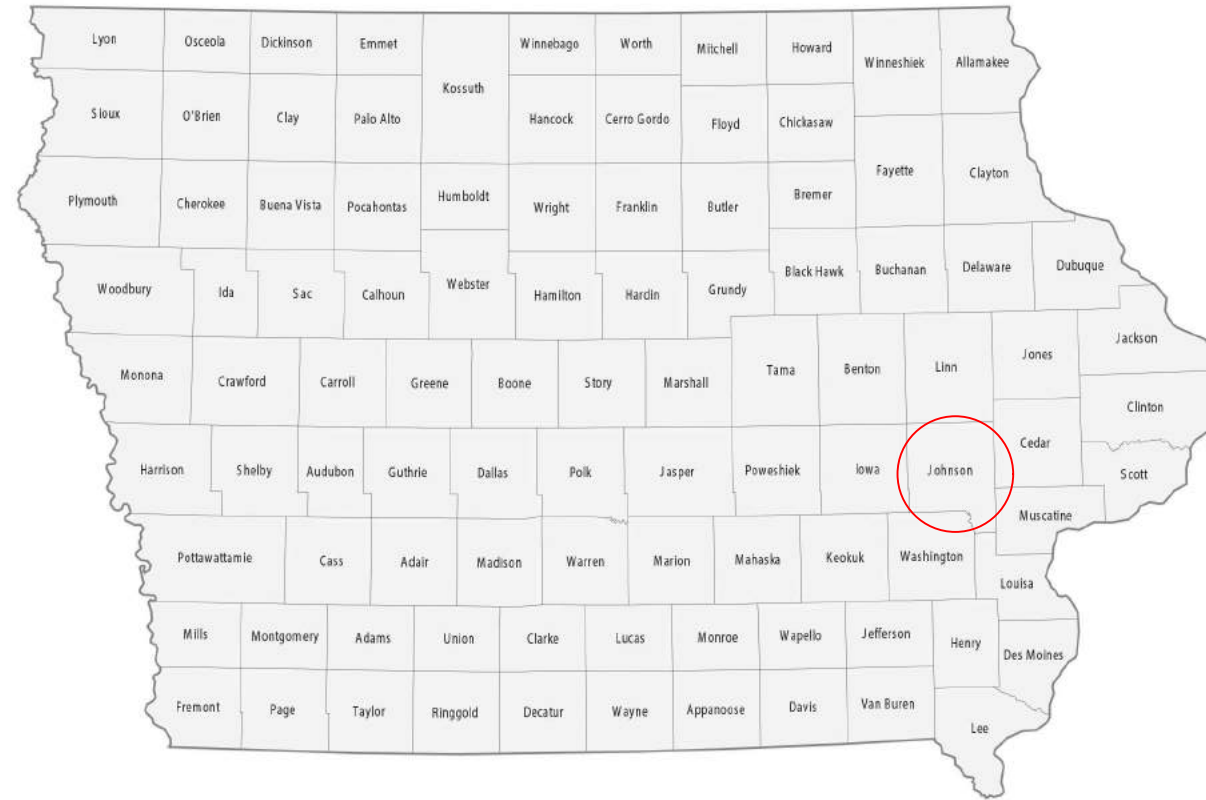 Lyon
Osceola
Dickinson
Emmet
Kossuth
Winnebago
Worth
Mitchell
Howard
Winneshiek
Allamakee
Sioux
O'Brien
Clay
Palo Alto
Hancock
Cerro Gordo
Floyd
Chickasaw
Fayette
Clayton
Plymouth
Cherokee
Buena Vista
Pocahontas
Humboldt
Wright
Franklin
Butler
Bremer
Woodbury
Ida
Sac
Calhoun
Webster
Hamilton
Hardin
Grundy
Black Hawk
Buchanan
Delaware
Dubuque
Monona
Crawford
Carroll
Greene
Boone
Story
Marshall
Tama
Benton
Linn
Jones
Jackson
Clinton
Harrison
Shelby
Audubon
Guthrie
Dallas
Polk
Jasper
Poweshiek
Iowa
Johnson
Cedar
Scott
Muscatine
Pottawattamie
Cass
Adair
Madison
Warren
Marion
Mahaska
Keokuk
Washington
Louisa
Mills
Montgomery
Adams
Union
Clarke
Lucas
Monroe
Wapello
Jefferson
Henry
Des Moines
Fremont
Page
Taylor
Ringgold
Decatur
Wayne
Appanoose
Davis
Van Buren
Lee